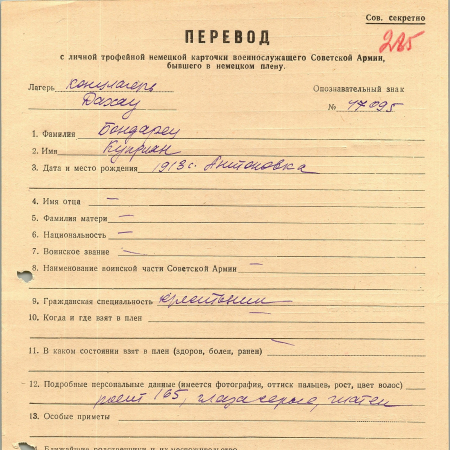 Сов. секретно
ПЕРЕВОД
215
с личной трофейной немецкой карточки военнослужащего Советской Армии,
бывшего в немецком плену.
Лагерь концлагерь Опознавательный знак
Дахау № 77095
1. Фамилия Бондарец
2. Имя Куприян
3. Дата и место рождения 1913 г. Антоновка
4. Имя отца —
5. Фамилия матери —
6. Национальность —
7. Воинское звание —
8. Наименование воинской части Советской Армии —
9. Гражданская специальность крестьянин
10. Когда и где взят в плен —
11. В каком состоянии взят в плен (здоров, болен, ранен) —
12. Подробные персональные данные (имеется фотография, оттиск пальцев, рост, цвет волос)
рост 165, глаза серые,
13. Особые приметы